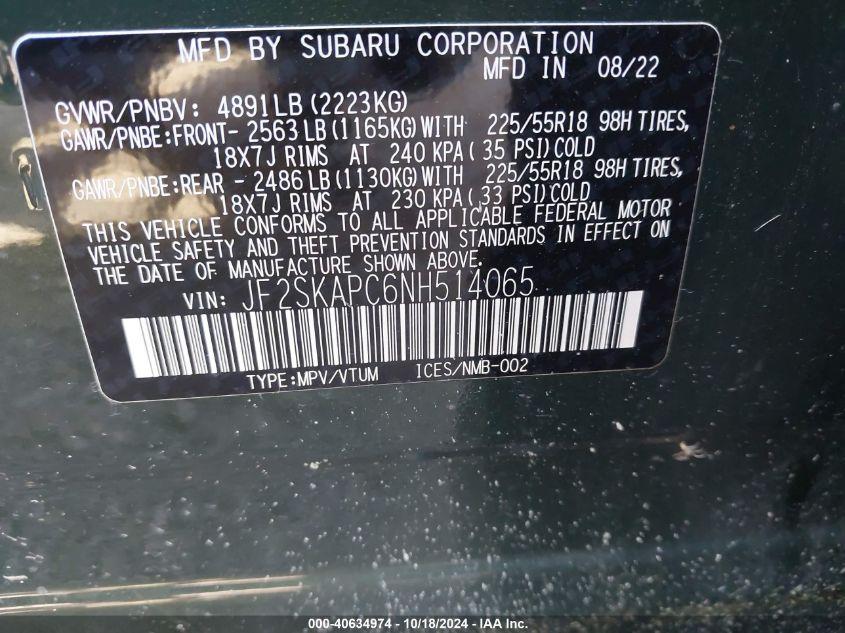 MFD BY SUBARU CORPORATION
MFD IN 08/22
GVWR/PNBV: 4891LB (2223KG)
GAWR/PNBE:FRONT- 2563 LB (1165KG) WITH 225/55R18 98H TIRES,
18X7J RIMS AT 240 KPA ( 35 PSI) COLD
GAWR/PNBE:REAR - 2486 LB (1130KG) WITH 225/55R18 98H TIRES,
18X7J RIMS AT 230 KPA ( 33 PSI) COLD
THIS VEHICLE CONFORMS TO ALL APPLICABLE FEDERAL MOTOR
VEHICLE SAFETY AND THEFT PREVENTION STANDARDS IN EFFECT ON
THE DATE OF MANUFACTURE SHOWN ABOVE.
VIN: JF2SKAPC6NH514065
TYPE:MPV/VTUM ICES/NMB-002
000-40634974 | 10/18/2024 - IAA Inc.